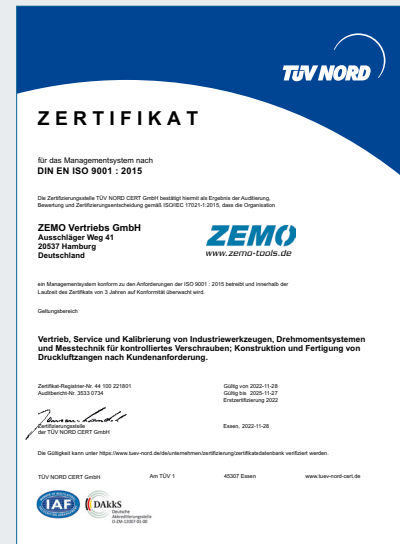 TÜV NORD
ZERTIFIKAT
für das Managementsystem nach
DIN EN ISO 9001 : 2015
Die Zertifizierungsstelle TÜV NORD CERT GmbH bestätigt hiermit als Ergebnis der Auditierung,
Bewertung und Zertifizierungsentscheidung gemäß ISO/IEC 17021-1:2015, dass die Organisation
ZEMO Vertriebs GmbH
Ausschläger Weg 41
20537 Hamburg
Deutschland
ZEMO
www.zemo-tools.de
ein Managementsystem konform zu den Anforderungen der ISO 9001 : 2015 betreibt und innerhalb der
Laufzeit des Zertifikats von 3 Jahren auf Konformität überwacht wird.
Geltungsbereich
Vertrieb, Service und Kalibrierung von Industriewerkzeugen, Drehmomentsystemen
und Messtechnik für kontrolliertes Verschrauben; Konstruktion und Fertigung von
Druckluftzangen nach Kundenanforderung.
Zertifikat-Registrier-Nr. 44 100 221801
Auditbericht-Nr. 3533 0734
Gültig von 2022-11-28
Gültig bis 2025-11-27
Erstzertifizierung 2022
Zertifizierungsstelle
der TÜV NORD CERT GmbH
Essen, 2022-11-28
Die Gültigkeit kann unter https://www.tuev-nord.de/de/unternehmen/zertifizierung/zertifikatsdatenbank verifiziert werden.
TÜV NORD CERT GmbH Am TÜV 1 45307 Essen www.tuev-nord-cert.de
IAF
DAkkS
Deutsche
Akkreditierungsstelle
D-ZM-12007-01-00